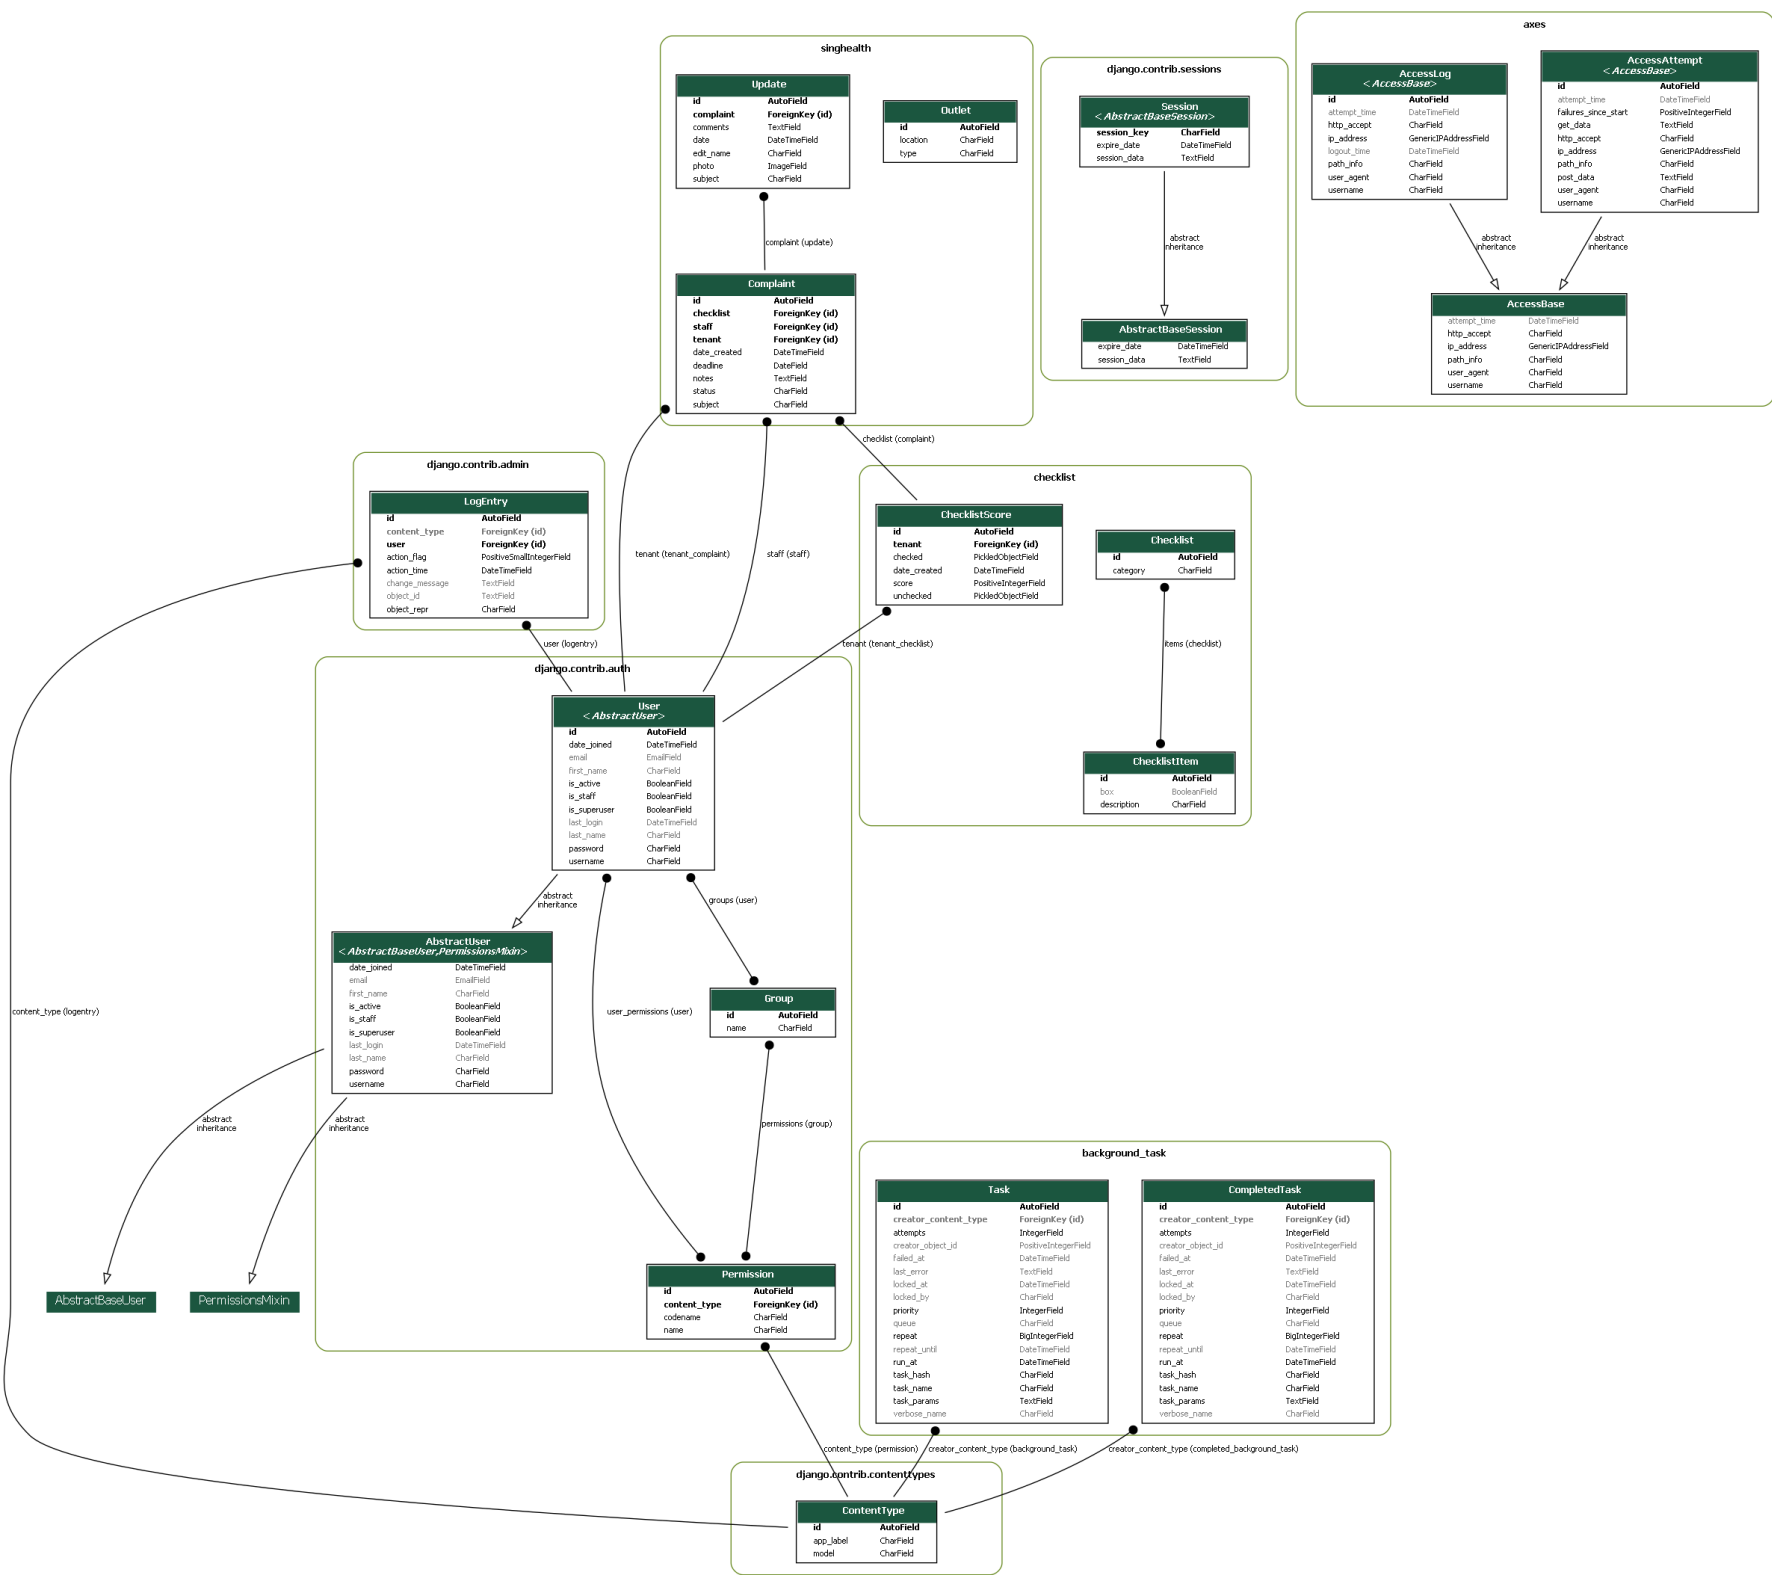 singhealth
Update
id AutoField
complaint ForeignKey (id)
comments TextField
date DateTimeField
edit_name CharField
photo ImageField
subject CharField
Outlet
id AutoField
location CharField
type CharField
complaint (update)
Complaint
id AutoField
checklist ForeignKey (id)
staff ForeignKey (id)
tenant ForeignKey (id)
date_created DateTimeField
deadline DateField
notes TextField
status CharField
subject CharField
django.contrib.sessions
Session
<AbstractBaseSession>
session_key CharField
expire_date DateTimeField
session_data TextField
abstract
inheritance
AbstractBaseSession
expire_date DateTimeField
session_data TextField
axes
AccessLog
<AccessBase>
id AutoField
attempt_time DateTimeField
http_accept CharField
ip_address GenericIPAddressField
logout_time DateTimeField
path_info CharField
user_agent CharField
username CharField
AccessAttempt
<AccessBase>
id AutoField
attempt_time DateTimeField
failures_since_start PositiveIntegerField
get_data TextField
http_accept CharField
ip_address GenericIPAddressField
path_info CharField
post_data TextField
user_agent CharField
username CharField
abstract
inheritance
abstract
inheritance
AccessBase
attempt_time DateTimeField
http_accept CharField
ip_address GenericIPAddressField
path_info CharField
user_agent CharField
username CharField
checklist (complaint)
tenant (tenant_complaint)
staff (staff)
django.contrib.admin
LogEntry
id AutoField
content_type ForeignKey (id)
user ForeignKey (id)
action_flag PositiveSmallIntegerField
action_time DateTimeField
change_message TextField
object_id TextField
object_repr CharField
user (logentry)
checklist
ChecklistScore
id AutoField
tenant ForeignKey (id)
checked PickledObjectField
date_created DateTimeField
score PositiveIntegerField
unchecked PickledObjectField
Checklist
id AutoField
category CharField
tenant (tenant_checklist)
items (checklist)
ChecklistItem
id AutoField
box BooleanField
description CharField
django.contrib.auth
User
<AbstractUser>
id AutoField
date_joined DateTimeField
email EmailField
first_name CharField
is_active BooleanField
is_staff BooleanField
is_superuser BooleanField
last_login DateTimeField
last_name CharField
password CharField
username CharField
abstract
inheritance
groups (user)
AbstractUser
<AbstractBaseUser,PermissionsMixin>
date_joined DateTimeField
email EmailField
first_name CharField
is_active BooleanField
is_staff BooleanField
is_superuser BooleanField
last_login DateTimeField
last_name CharField
password CharField
username CharField
Group
id AutoField
name CharField
content_type (logentry)
user_permissions (user)
abstract
inheritance
abstract
inheritance
permissions (group)
AbstractBaseUser
PermissionsMixin
Permission
id AutoField
content_type ForeignKey (id)
codename CharField
name CharField
background_task
Task
id AutoField
creator_content_type ForeignKey (id)
attempts IntegerField
creator_object_id PositiveIntegerField
failed_at DateTimeField
last_error TextField
locked_at DateTimeField
locked_by CharField
priority IntegerField
queue CharField
repeat BigIntegerField
repeat_until DateTimeField
run_at DateTimeField
task_hash CharField
task_name CharField
task_params TextField
verbose_name CharField
CompletedTask
id AutoField
creator_content_type ForeignKey (id)
attempts IntegerField
creator_object_id PositiveIntegerField
failed_at DateTimeField
last_error TextField
locked_at DateTimeField
locked_by CharField
priority IntegerField
queue CharField
repeat BigIntegerField
repeat_until DateTimeField
run_at DateTimeField
task_hash CharField
task_name CharField
task_params TextField
verbose_name CharField
content_type (permission)
creator_content_type (background_task)
creator_content_type (completed_background_task)
django.contrib.contenttypes
ContentType
id AutoField
app_label CharField
model CharField